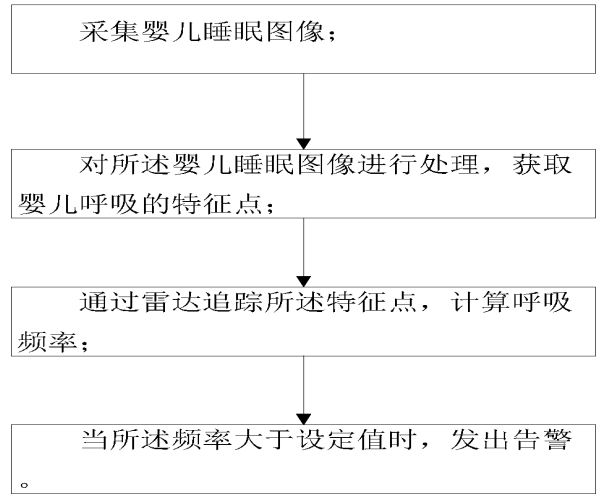 采集婴儿睡眠图像；
对所述婴儿睡眠图像进行处理，获取
婴儿呼吸的特征点；
通过雷达追踪所述特征点，计算呼吸
频率；
当所述频率大于设定值时，发出告警
。